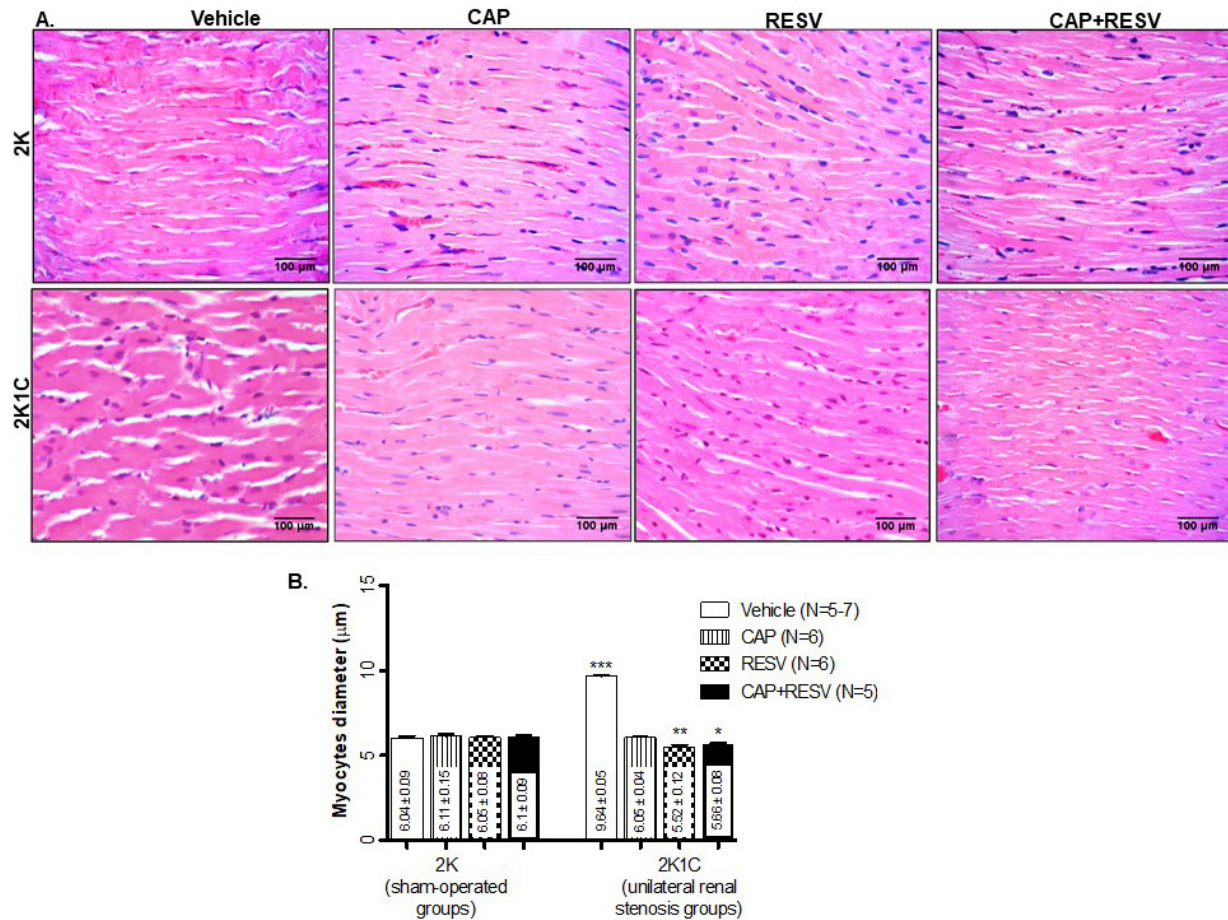 A.
Vehicle CAP RESV CAP+RESV
2K
100 µm 100 µm 100 µm 100 µm
2K1C
100 µm 100 µm 100 µm 100 µm
B.
Myocytes diameter (µm)
15
10
5
0
Vehicle (N=5-7)
CAP (N=6)
RESV (N=6)
CAP+RESV (N=5)
*** ** *
6.04 ± 0.09
6.11 ± 0.15
6.05 ± 0.08
6.1 ± 0.09
9.64 ± 0.05
6.05 ± 0.04
5.52 ± 0.12
5.66 ± 0.08
2K
(sham-operated
groups)
2K1C
(unilateral renal
stenosis groups)